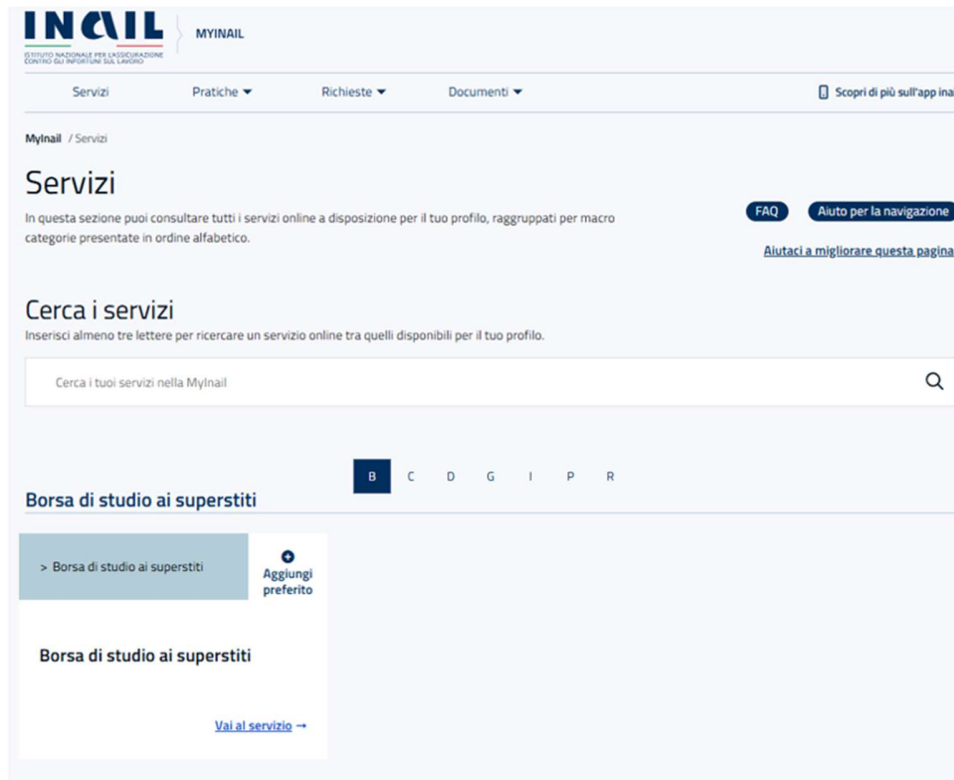 INAIL
ISTITUTO NAZIONALE PER L'ASSICURAZIONE
CONTRO GLI INFORTUNI SUL LAVORO
MYINAIL
Servizi Pratiche Richieste Documenti Scopri di più sull'app inai
MyInail / Servizi
Servizi
In questa sezione puoi consultare tutti i servizi online a disposizione per il tuo profilo, raggruppati per macro
categorie presentate in ordine alfabetico.
FAQ Aiuto per la navigazione
Aiutaci a migliorare questa pagina
Cerca i servizi
Inserisci almeno tre lettere per ricercare un servizio online tra quelli disponibili per il tuo profilo.
Cerca i tuoi servizi nella MyInail
B C D G I P R
Borsa di studio ai superstiti
> Borsa di studio ai superstiti
Aggiungi
preferito
Borsa di studio ai superstiti
Vai al servizio →